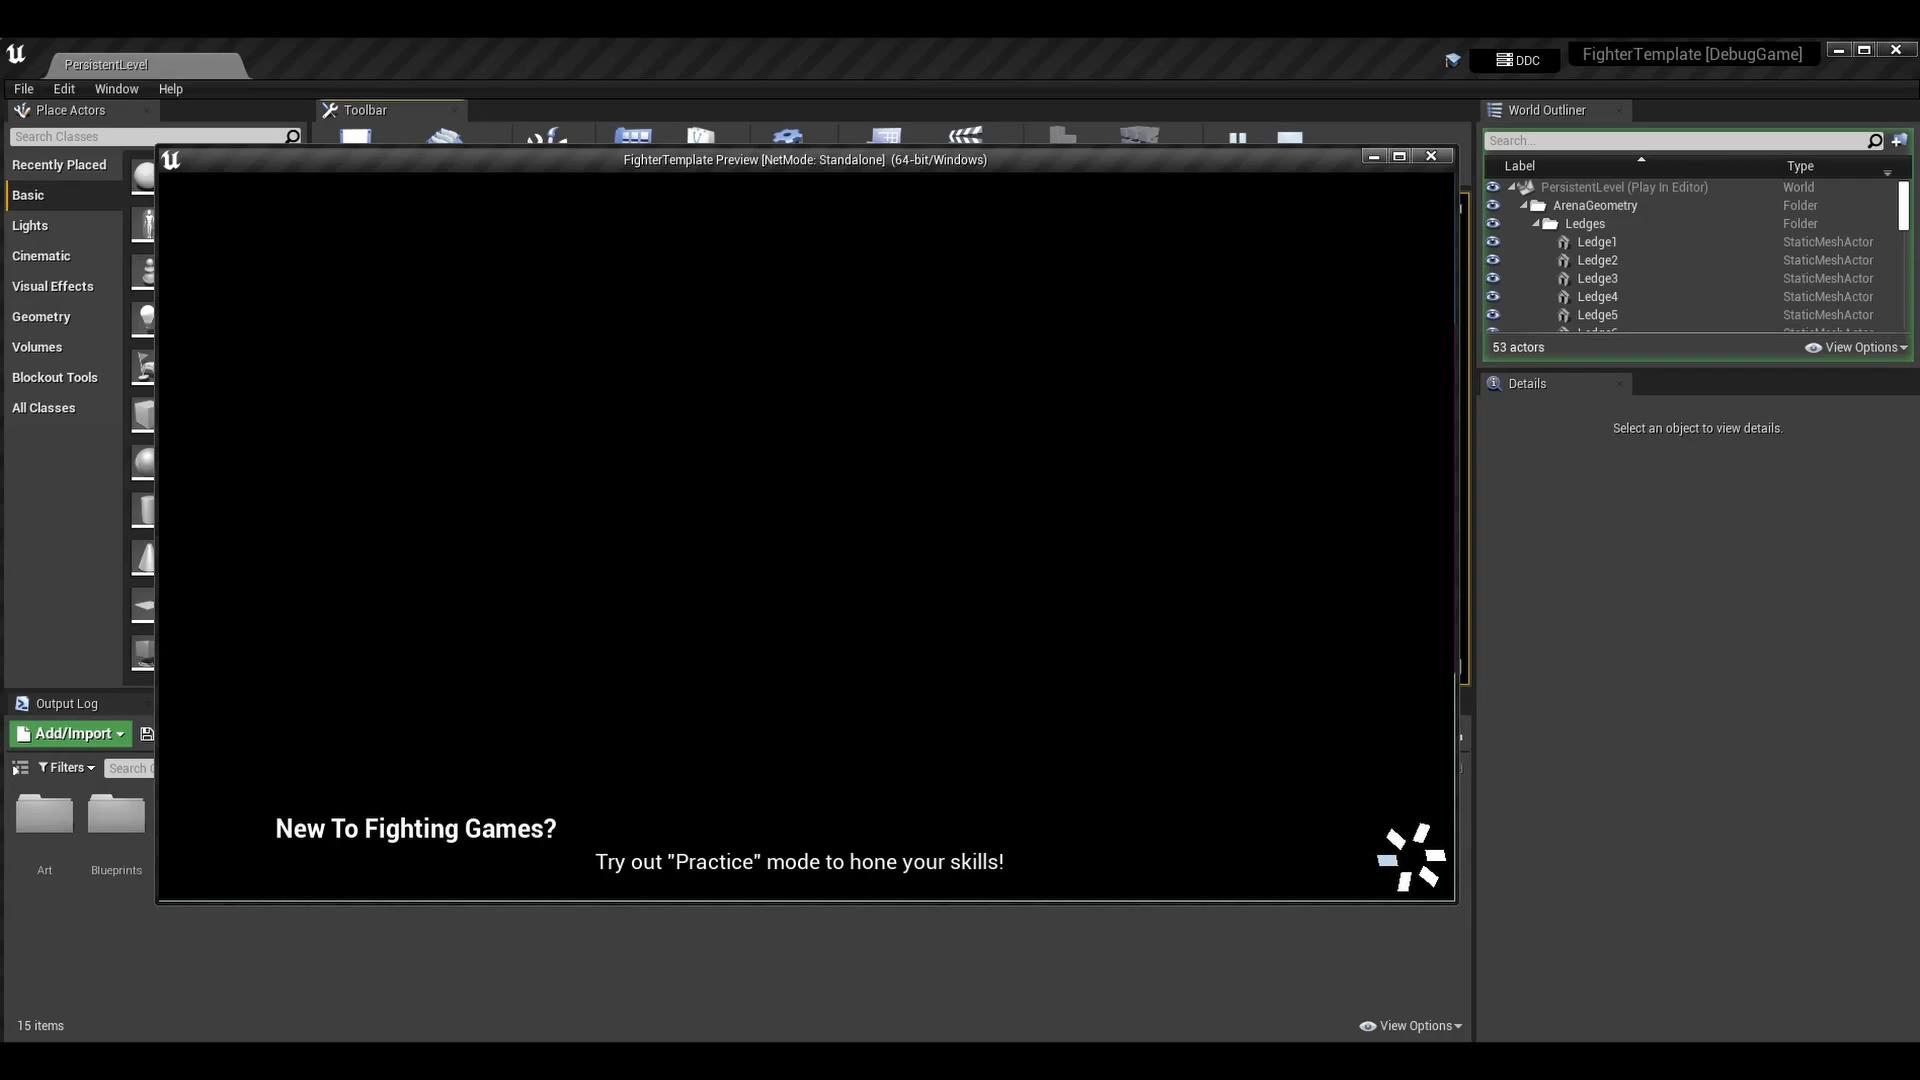 PersistentLevel
DDC
FighterTemplate [DebugGame]
File Edit Window Help
Place Actors
Toolbar
World Outliner
Search Classes
Search...
FighterTemplate Preview [NetMode: Standalone] (64-bit/Windows)
Label Type
Recently Placed
Basic
Lights
Cinematic
Visual Effects
Geometry
Volumes
Blockout Tools
All Classes
PersistentLevel (Play In Editor) World
ArenaGeometry Folder
Ledges Folder
Ledge1 StaticMeshActor
Ledge2 StaticMeshActor
Ledge3 StaticMeshActor
Ledge4 StaticMeshActor
Ledge5 StaticMeshActor
53 actors
View Options
Details
Select an object to view details.
Output Log
Add/Import
Filters
Search
Art
Blueprints
New To Fighting Games?
Try out "Practice" mode to hone your skills!
15 items
View Options